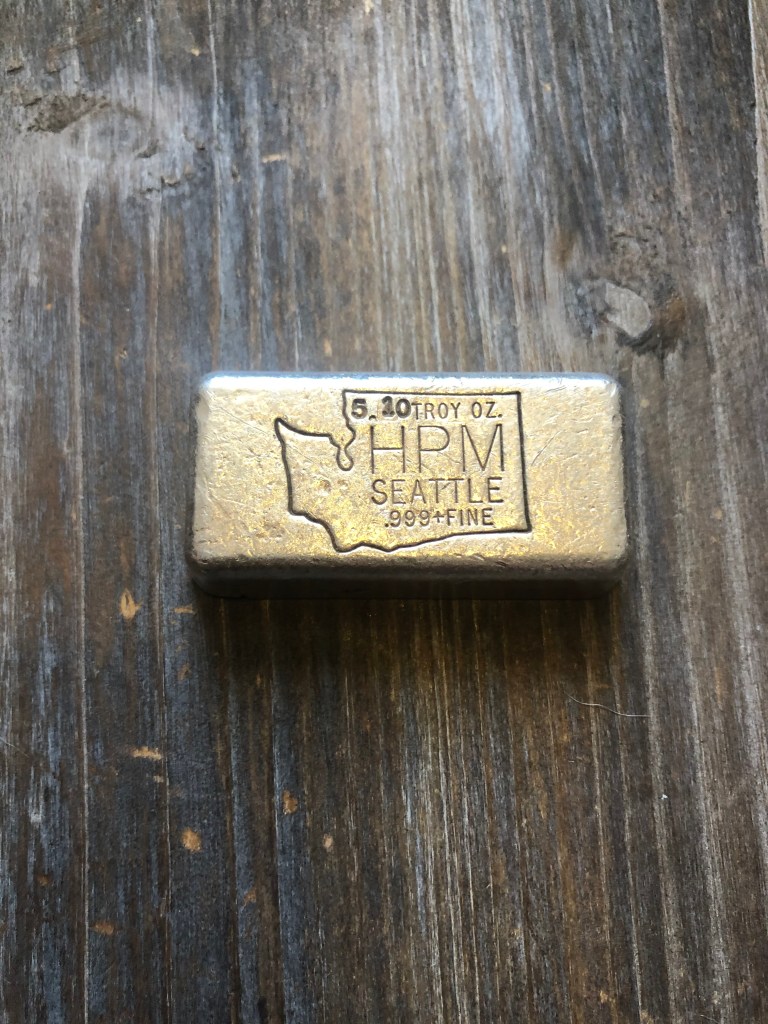 5.10 TROY OZ.
HPM
SEATTLE
.999+FINE